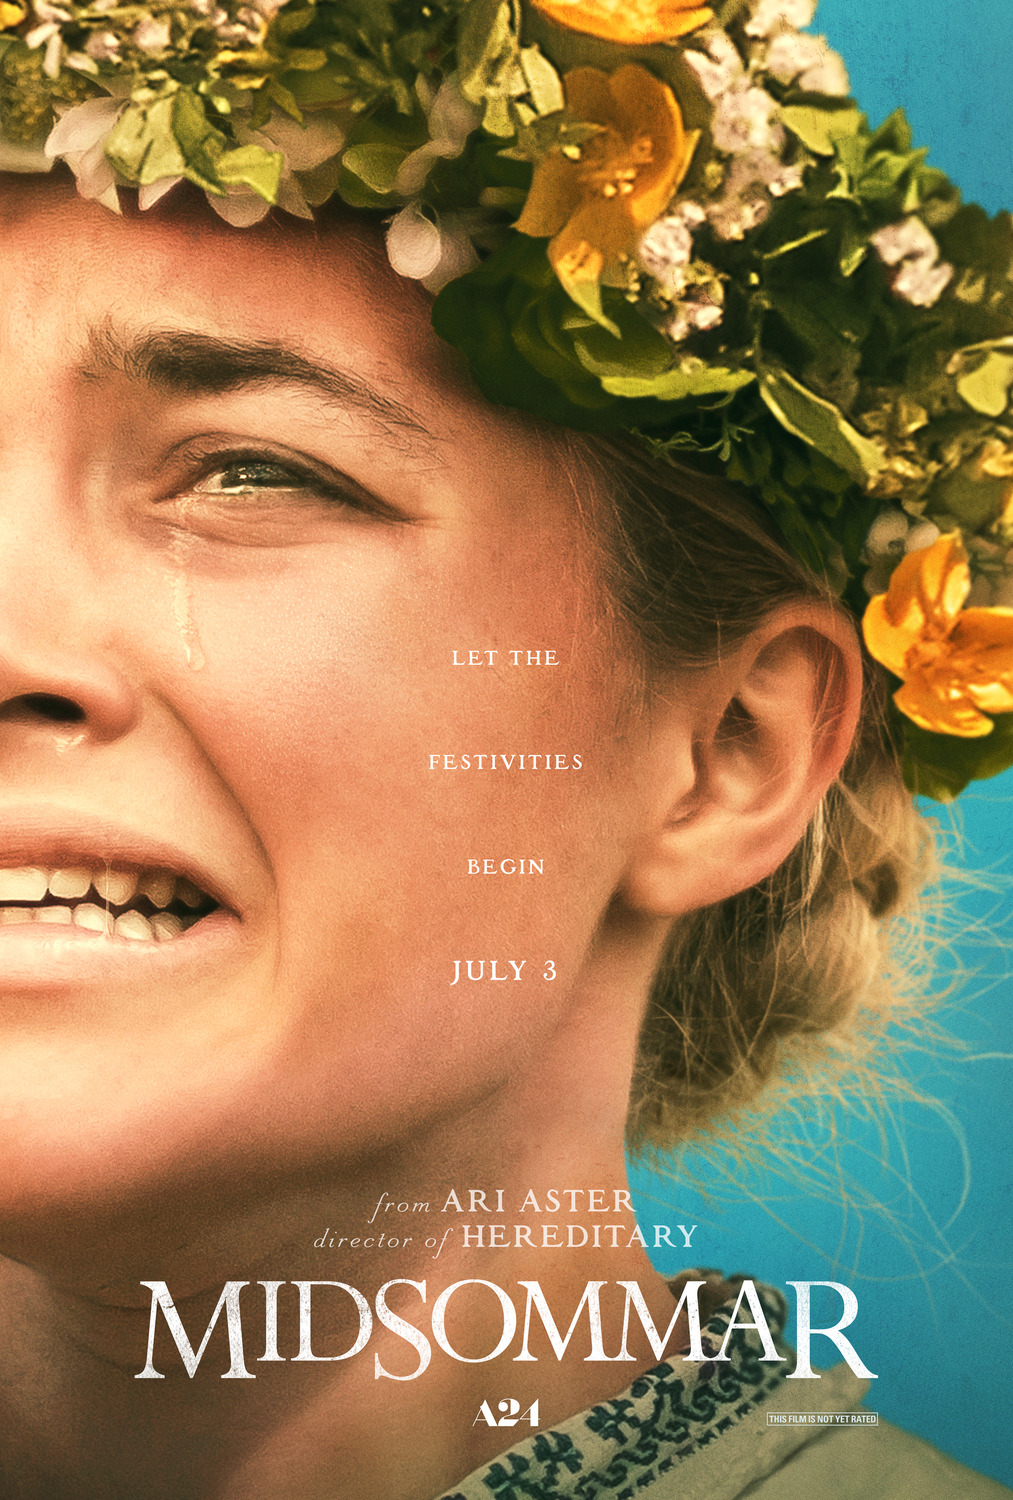 LET THE
FESTIVITIES
BEGIN
JULY 3
from ARI ASTER
director of HEREDITARY
MIDSOMMAR
A24
THIS FILM IS NOT YET RATED